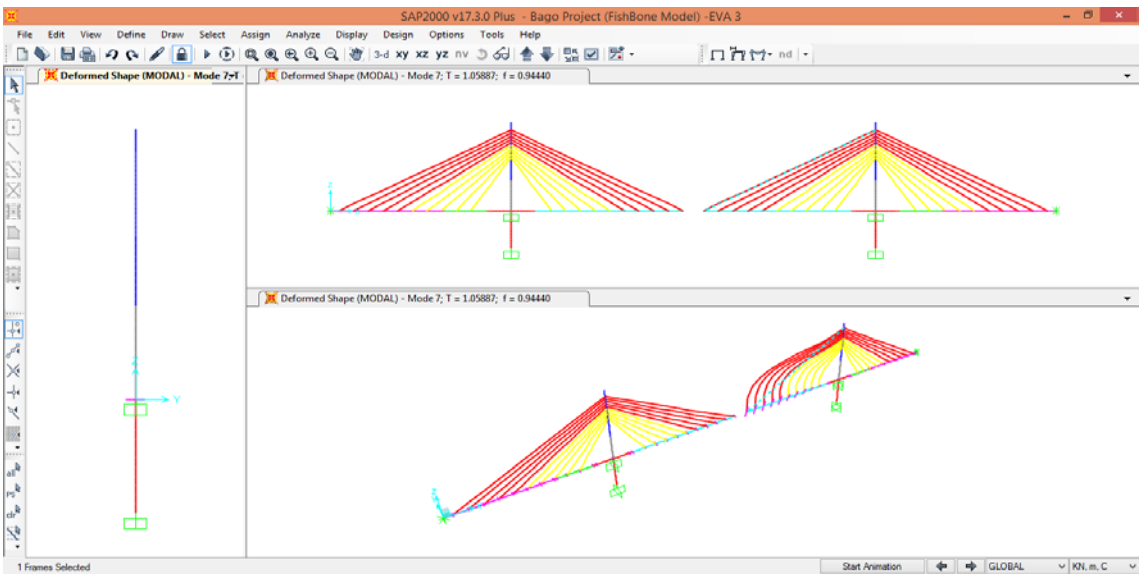 SAP2000 v17.3.0 Plus - Bago Project (FishBone Model) -EVA 3
File Edit View Define Draw Select Assign Analyze Display Design Options Tools Help
3-d xy xz yz nv nd
Deformed Shape (MODAL) - Mode 7; T
Deformed Shape (MODAL) - Mode 7; T = 1.05887; f = 0.94440
Z
Y
Z
Deformed Shape (MODAL) - Mode 7; T = 1.05887; f = 0.94440
Z
all
ps
clr
1 Frames Selected
Start Animation
GLOBAL
KN, m, C